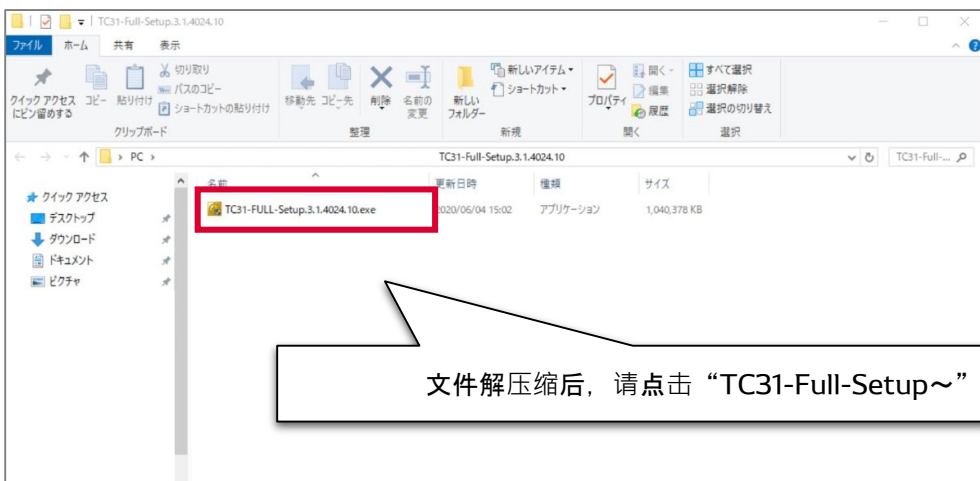 TC31-Full-Setup.3.1.4024.10
ファイル ホーム 共有 表示
クイック アクセスにピン留めする
コピー
貼り付け
切り取り
パスのコピー
ショートカットの貼り付け
移動先
コピー先
削除
名前の変更
新しいフォルダー
新しいアイテム
ショートカット
プロパティ
開く
編集
履歴
すべて選択
選択解除
選択の切り替え
クリップボード 整理 新規 開く 選択
PC TC31-Full-Setup.3.1.4024.10 TC31-Full-...
名前 更新日時 種類 サイズ
TC31-FULL-Setup.3.1.4024.10.exe 2020/06/04 15:02 アプリケーション 1,040,378 KB
クイック アクセス
デスクトップ
ダウンロード
ドキュメント
ピクチャ
文件解压缩后，请点击“TC31-Full-Setup～”